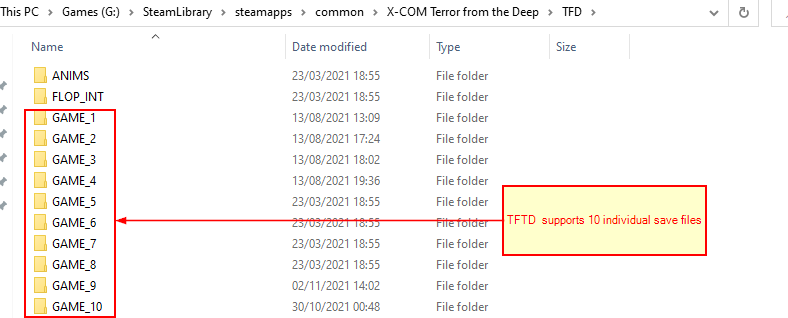 This PC > Games (G:) > SteamLibrary > steamapps > common > X-COM Terror from the Deep > TFD >
Name Date modified Type Size
ANIMS 23/03/2021 18:55 File folder
FLOP_INT 23/03/2021 18:55 File folder
GAME_1 13/08/2021 13:09 File folder
GAME_2 13/08/2021 17:24 File folder
GAME_3 13/08/2021 18:02 File folder
GAME_4 13/08/2021 19:36 File folder
GAME_5 23/03/2021 18:55 File folder
GAME_6 23/03/2021 18:55 File folder
TFTD supports 10 individual save files
GAME_7 23/03/2021 18:55 File folder
GAME_8 23/03/2021 18:55 File folder
GAME_9 02/11/2021 14:02 File folder
GAME_10 30/10/2021 00:48 File folder